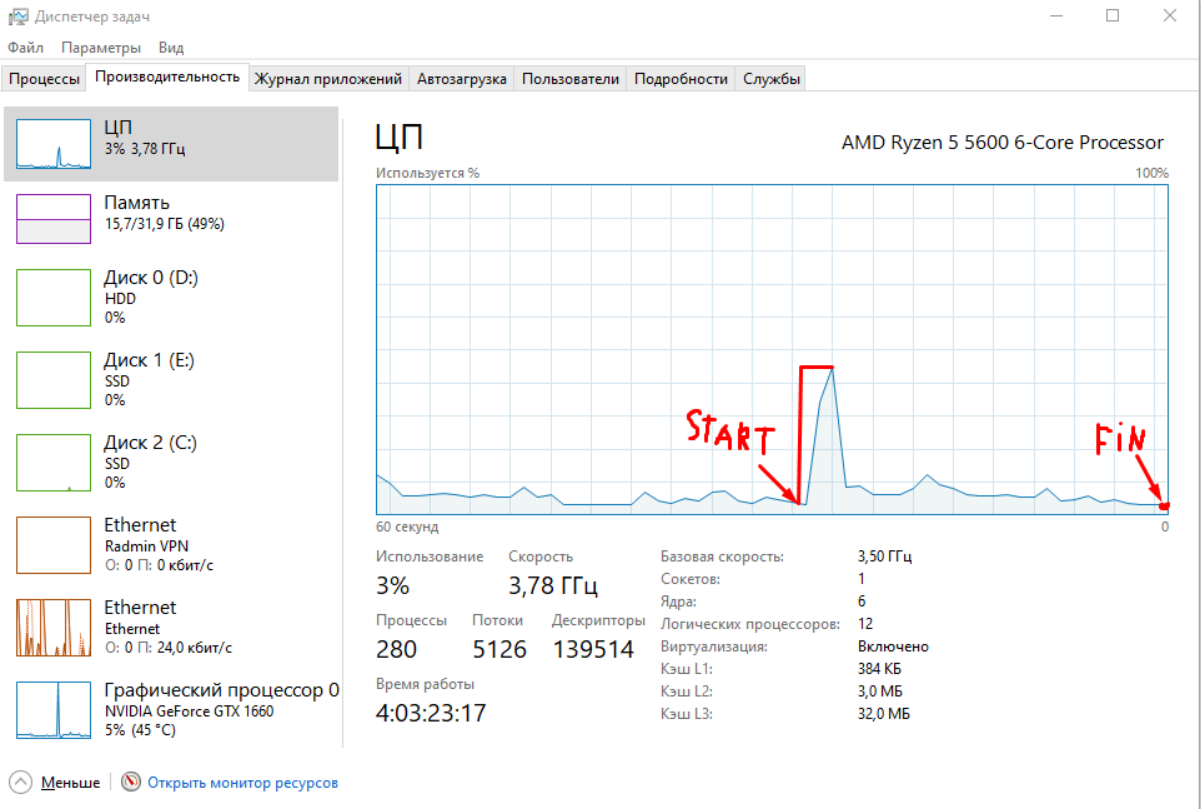 Диспетчер задач
Файл Параметры Вид
Процессы Производительность Журнал приложений Автозагрузка Пользователи Подробности Службы
ЦП
3% 3,78 ГГц
Память
15,7/31,9 ГБ (49%)
Диск 0 (D:)
HDD
0%
Диск 1 (E:)
SSD
0%
Диск 2 (C:)
SSD
0%
Ethernet
Radmin VPN
О: 0 П: 0 кбит/с
Ethernet
Ethernet
О: 0 П: 24,0 кбит/с
Графический процессор 0
NVIDIA GeForce GTX 1660
5% (45 °C)
ЦП
AMD Ryzen 5 5600 6-Core Processor
Используется %
100%
START
FiN
60 секунд
0
Использование Скорость
3% 3,78 ГГц
Процессы Потоки Дескрипторы
280 5126 139514
Время работы
4:03:23:17
Базовая скорость: 3,50 ГГц
Сокетов: 1
Ядра: 6
Логических процессоров: 12
Виртуализация: Включено
Кэш L1: 384 КБ
Кэш L2: 3,0 МБ
Кэш L3: 32,0 МБ
Меньше
Открыть монитор ресурсов